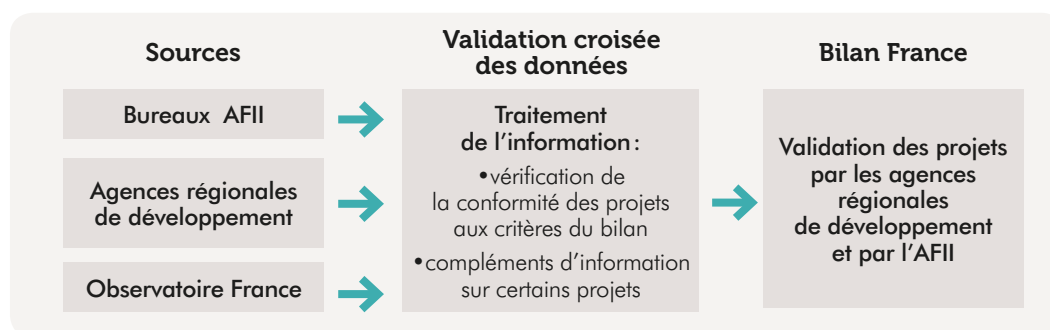 Sources
Bureaux AFII
Agences régionales
de développement
Observatoire France
Validation croisée
des données
Traitement
de l'information :
•vérification de
la conformité des projets
aux critères du bilan
•compléments d'information
sur certains projets
Bilan France
Validation des projets
par les agences
régionales
de développement
et par l'AFII